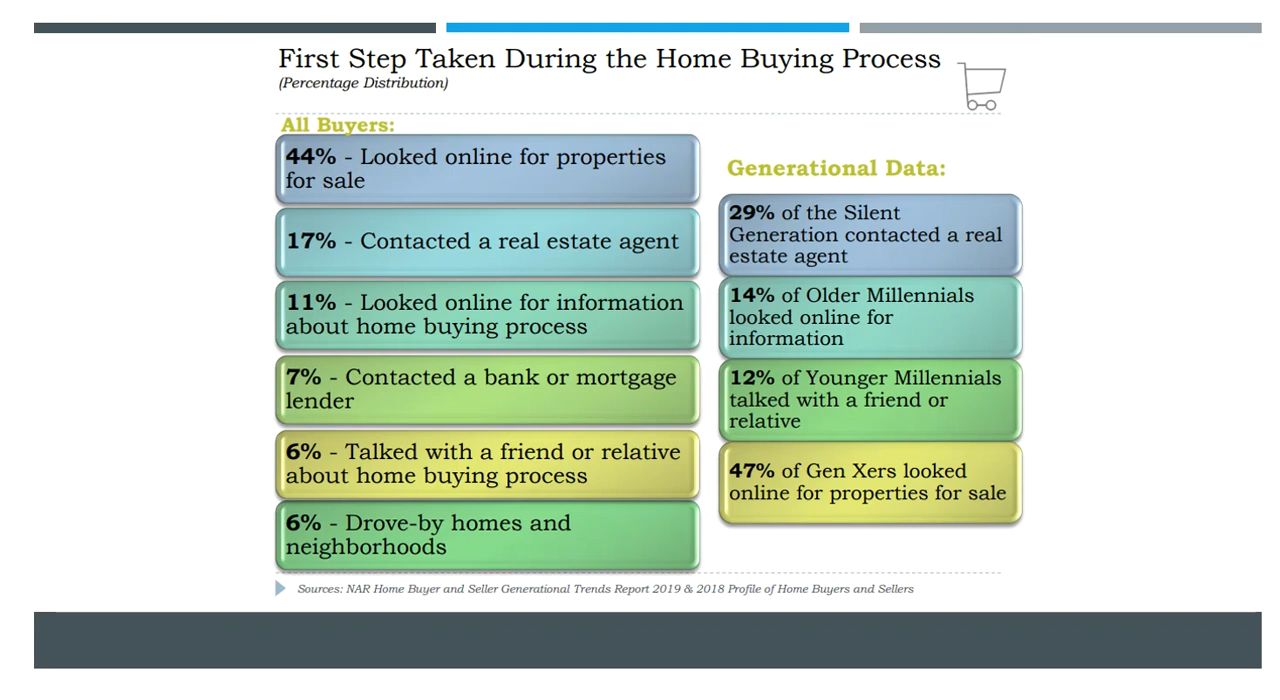 First Step Taken During the Home Buying Process
(Percentage Distribution)
All Buyers:
44% - Looked online for properties
for sale
17% - Contacted a real estate agent
11% - Looked online for information
about home buying process
7% - Contacted a bank or mortgage
lender
6% - Talked with a friend or relative
about home buying process
6% - Drove-by homes and
neighborhoods
Generational Data:
29% of the Silent
Generation contacted a real
estate agent
14% of Older Millennials
looked online for
information
12% of Younger Millennials
talked with a friend or
relative
47% of Gen Xers looked
online for properties for sale
Sources: NAR Home Buyer and Seller Generational Trends Report 2019 & 2018 Profile of Home Buyers and Sellers